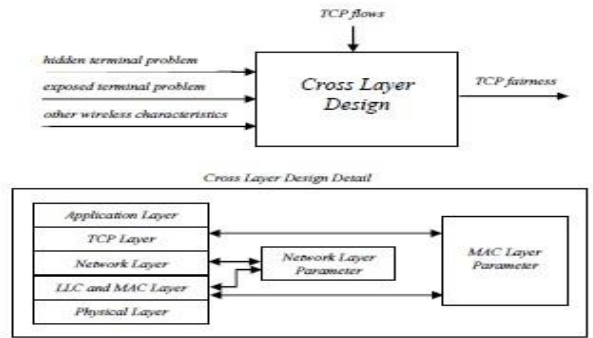 TCP flows
hidden terminal problem
exposed terminal problem
other wireless characteristics
Cross Layer
Design
TCP fairness
Cross Layer Design Detail
Application Layer
TCP Layer
Network Layer
LLC and MAC Layer
Physical Layer
Network Layer
Parameter
MAC Layer
Parameter